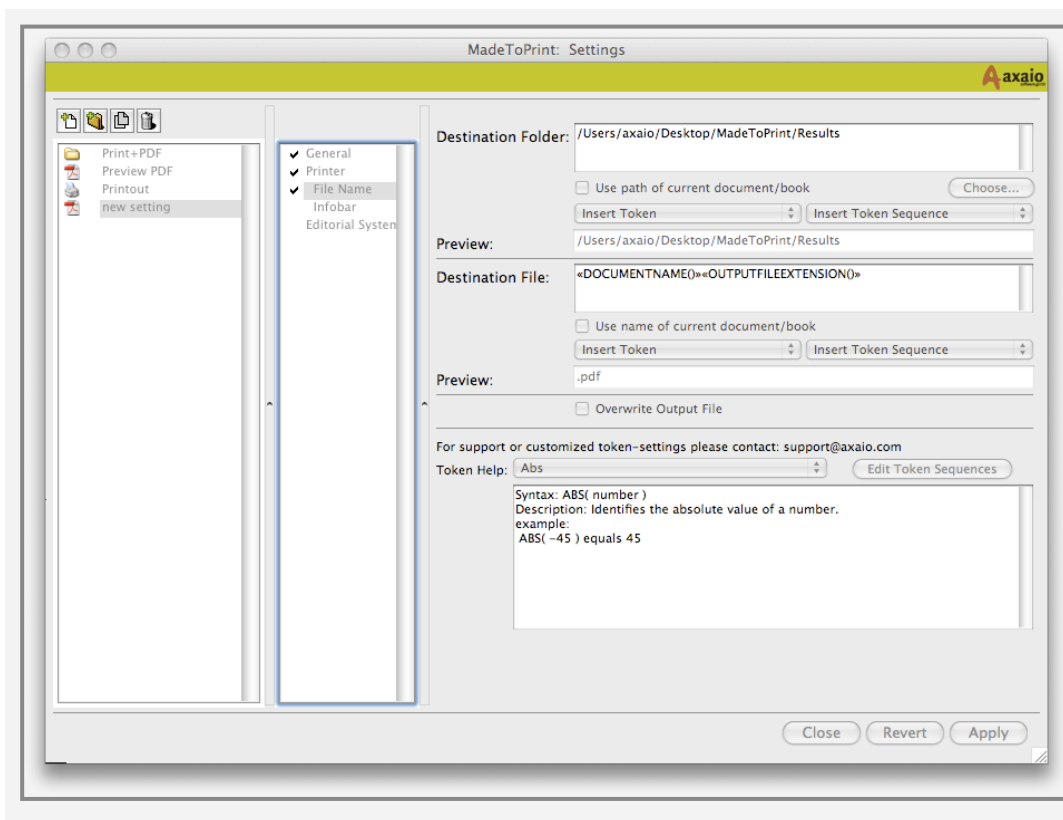 MadeToPrint: Settings
axaio
Print+PDF
Preview PDF
Printout
new setting
General
Printer
File Name
Infobar
Editorial System
Destination Folder:
/Users/axaio/Desktop/MadeToPrint/Results
Use path of current document/book
Choose...
Insert Token
Insert Token Sequence
Preview:
/Users/axaio/Desktop/MadeToPrint/Results
Destination File:
«DOCUMENTNAME()»«OUTPUTFILEEXTENSION()»
Use name of current document/book
Insert Token
Insert Token Sequence
Preview:
.pdf
Overwrite Output File
For support or customized token-settings please contact: support@axaio.com
Token Help:
Abs
Edit Token Sequences
Syntax: ABS( number )
Description: Identifies the absolute value of a number.
example:
ABS( -45 ) equals 45
Close
Revert
Apply